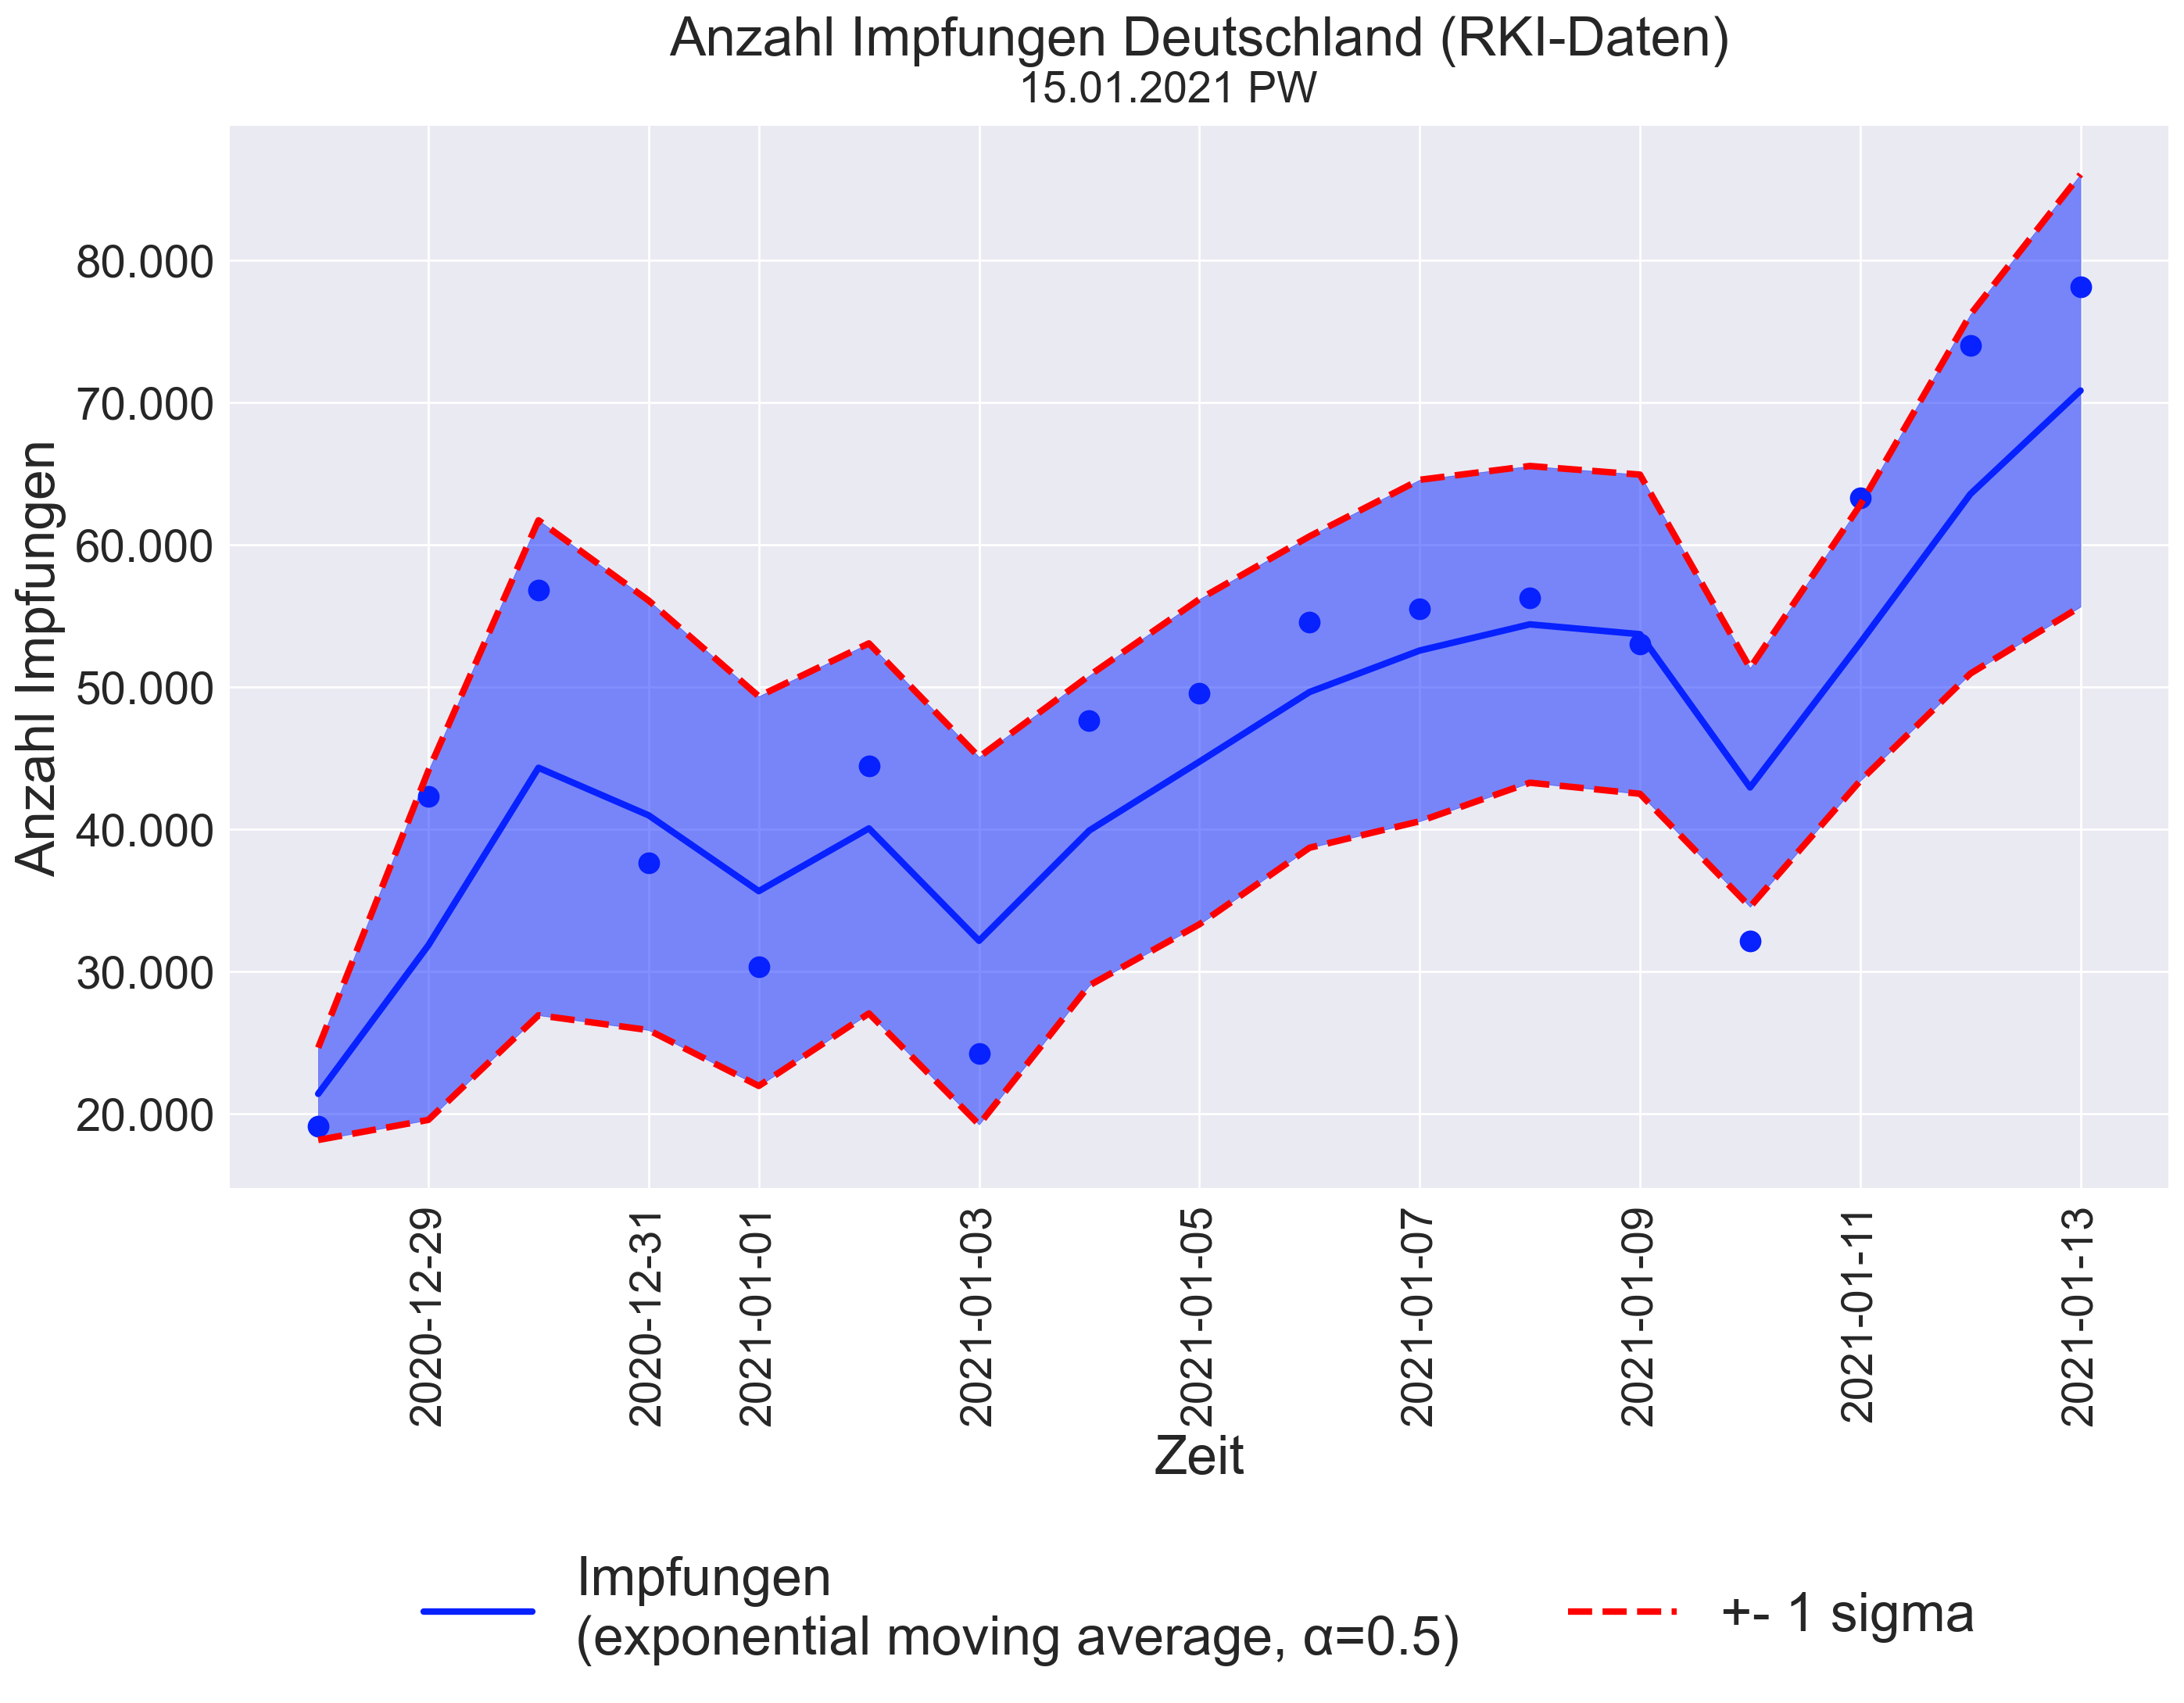 Anzahl Impfungen Deutschland (RKI-Daten)
15.01.2021 PW
Anzahl Impfungen
80.000
70.000
60.000
50.000
40.000
30.000
20.000
2020-12-29
2020-12-31
2021-01-01
2021-01-03
2021-01-05
2021-01-07
2021-01-09
2021-01-11
2021-01-13
Zeit
Impfungen
(exponential moving average, α=0.5)
+- 1 sigma